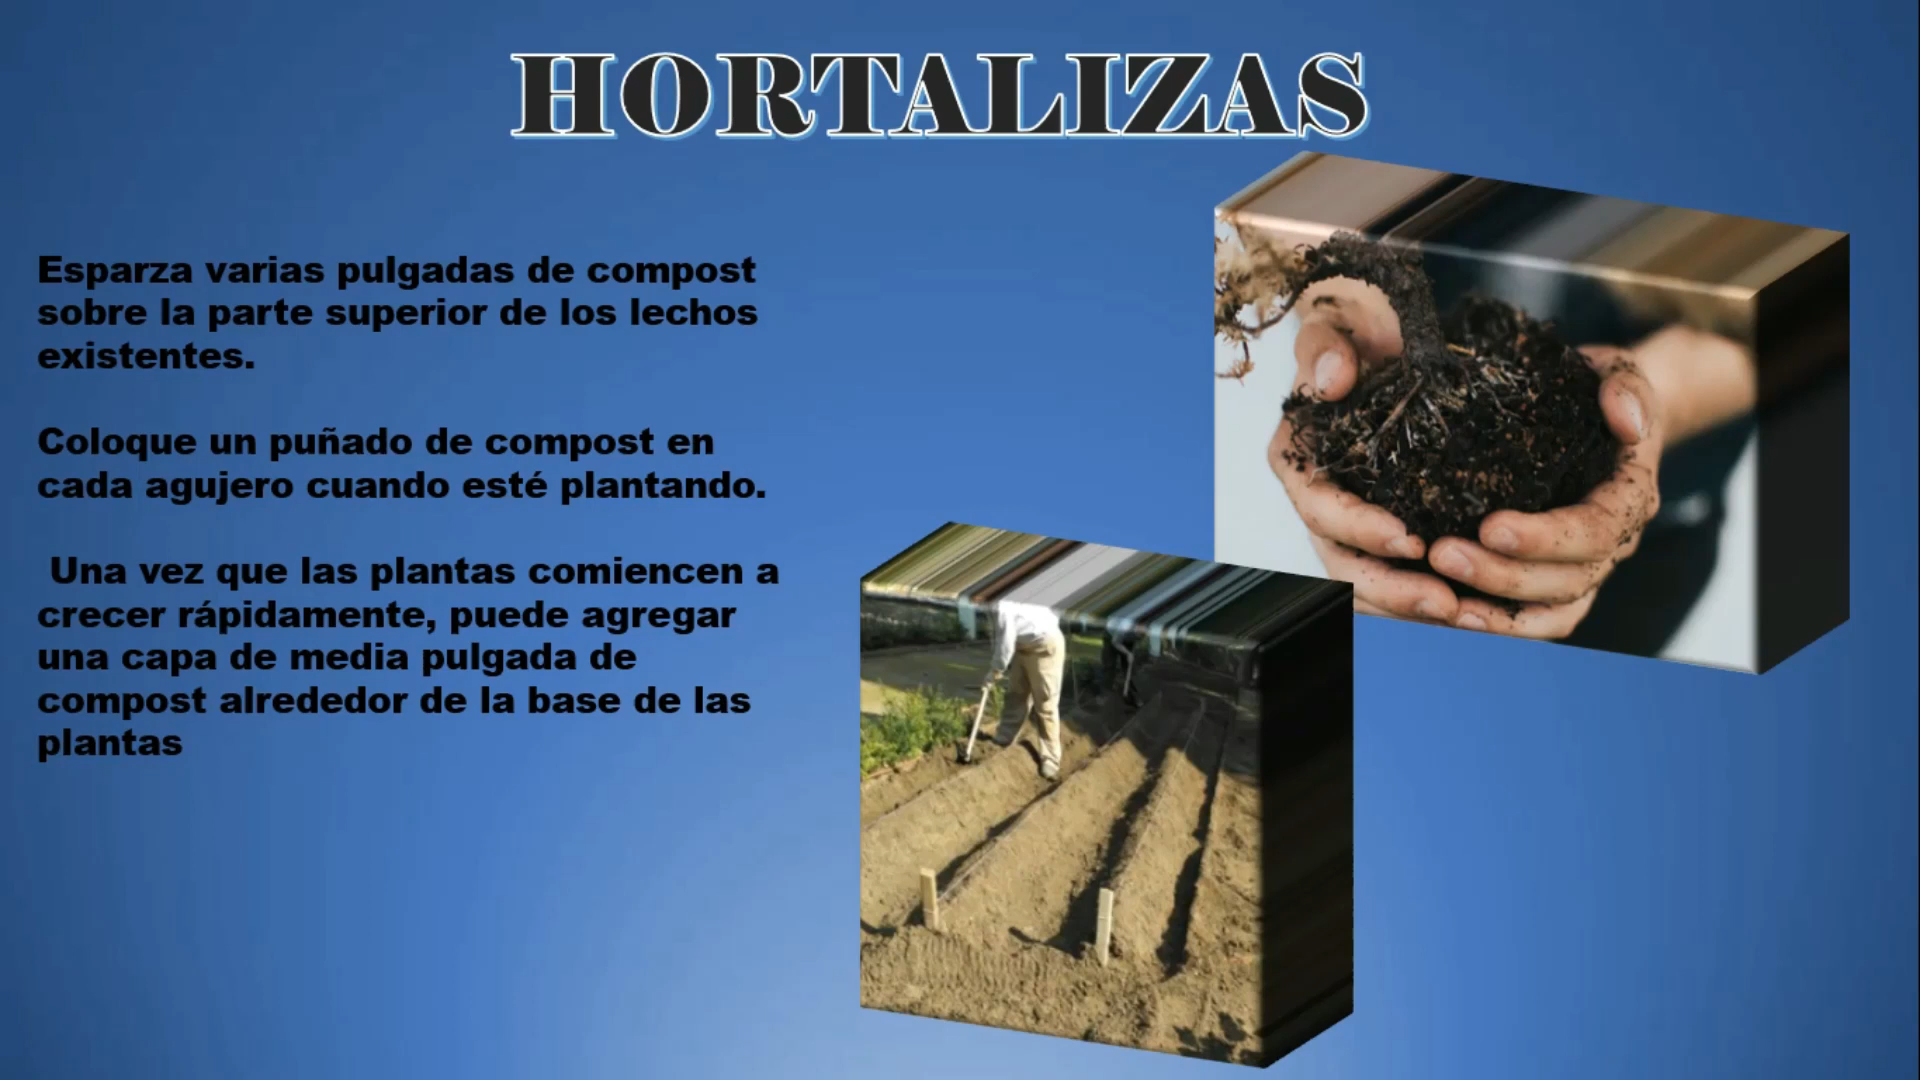 HORTALIZAS
Esparza varias pulgadas de compost
sobre la parte superior de los lechos
existentes.
Coloque un puñado de compost en
cada agujero cuando esté plantando.
Una vez que las plantas comiencen a
crecer rápidamente, puede agregar
una capa de media pulgada de
compost alrededor de la base de las
plantas